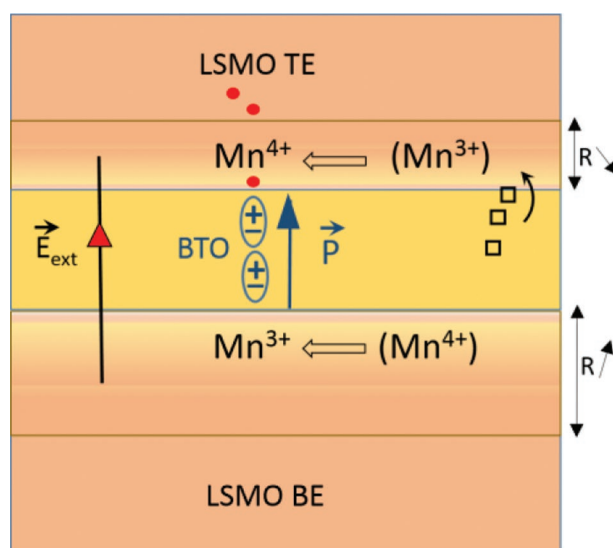 LSMO TE
Mn⁴⁺ (Mn³⁺)
R
E⃗ext
BTO
P⃗
+
−
+
−
Mn³⁺ (Mn⁴⁺)
R
LSMO BE